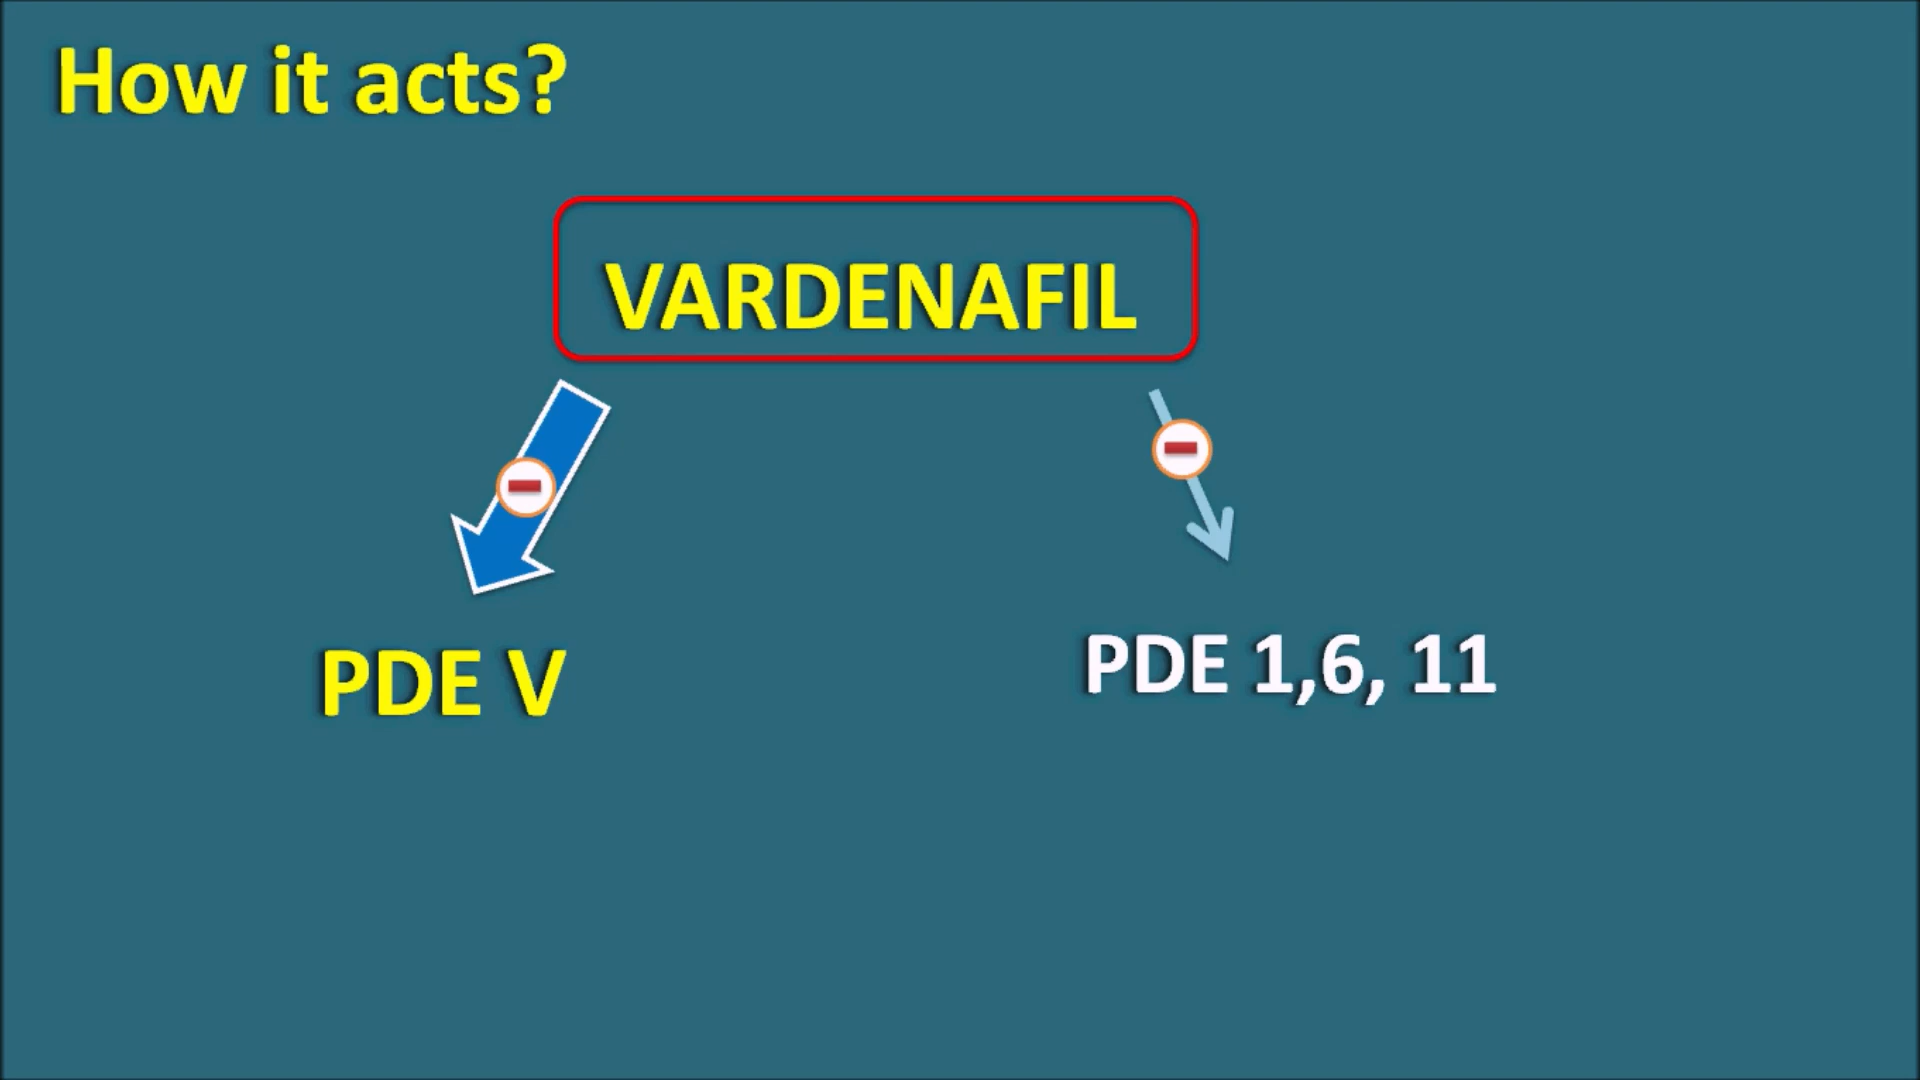 How it acts?
VARDENAFIL
PDE V
PDE 1,6, 11